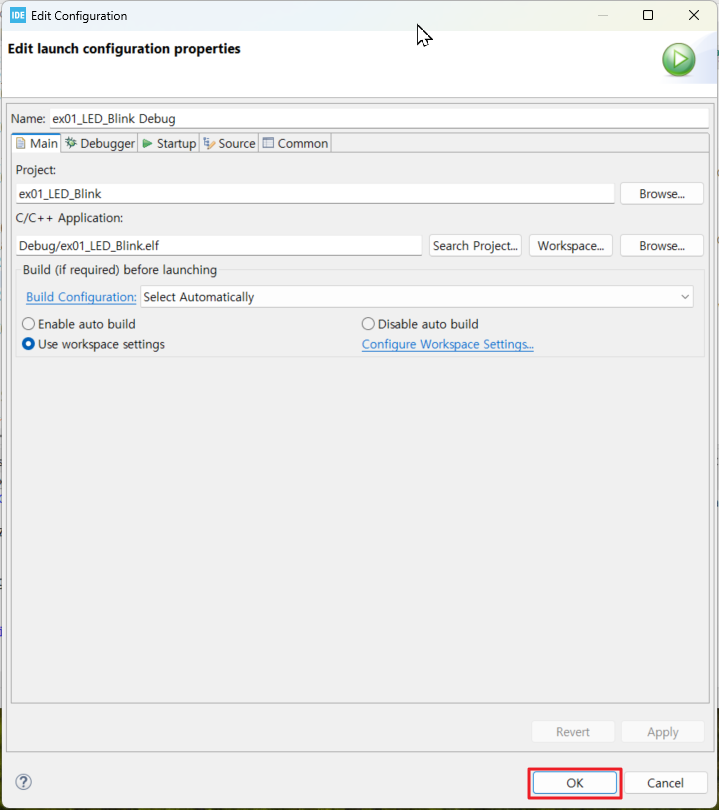 IDE Edit Configuration
Edit launch configuration properties
Name: ex01_LED_Blink Debug
Main Debugger Startup Source Common
Project:
ex01_LED_Blink Browse...
C/C++ Application:
Debug/ex01_LED_Blink.elf Search Project... Workspace... Browse...
Build (if required) before launching
Build Configuration: Select Automatically
Enable auto build Disable auto build
Use workspace settings Configure Workspace Settings...
Revert Apply
? OK Cancel